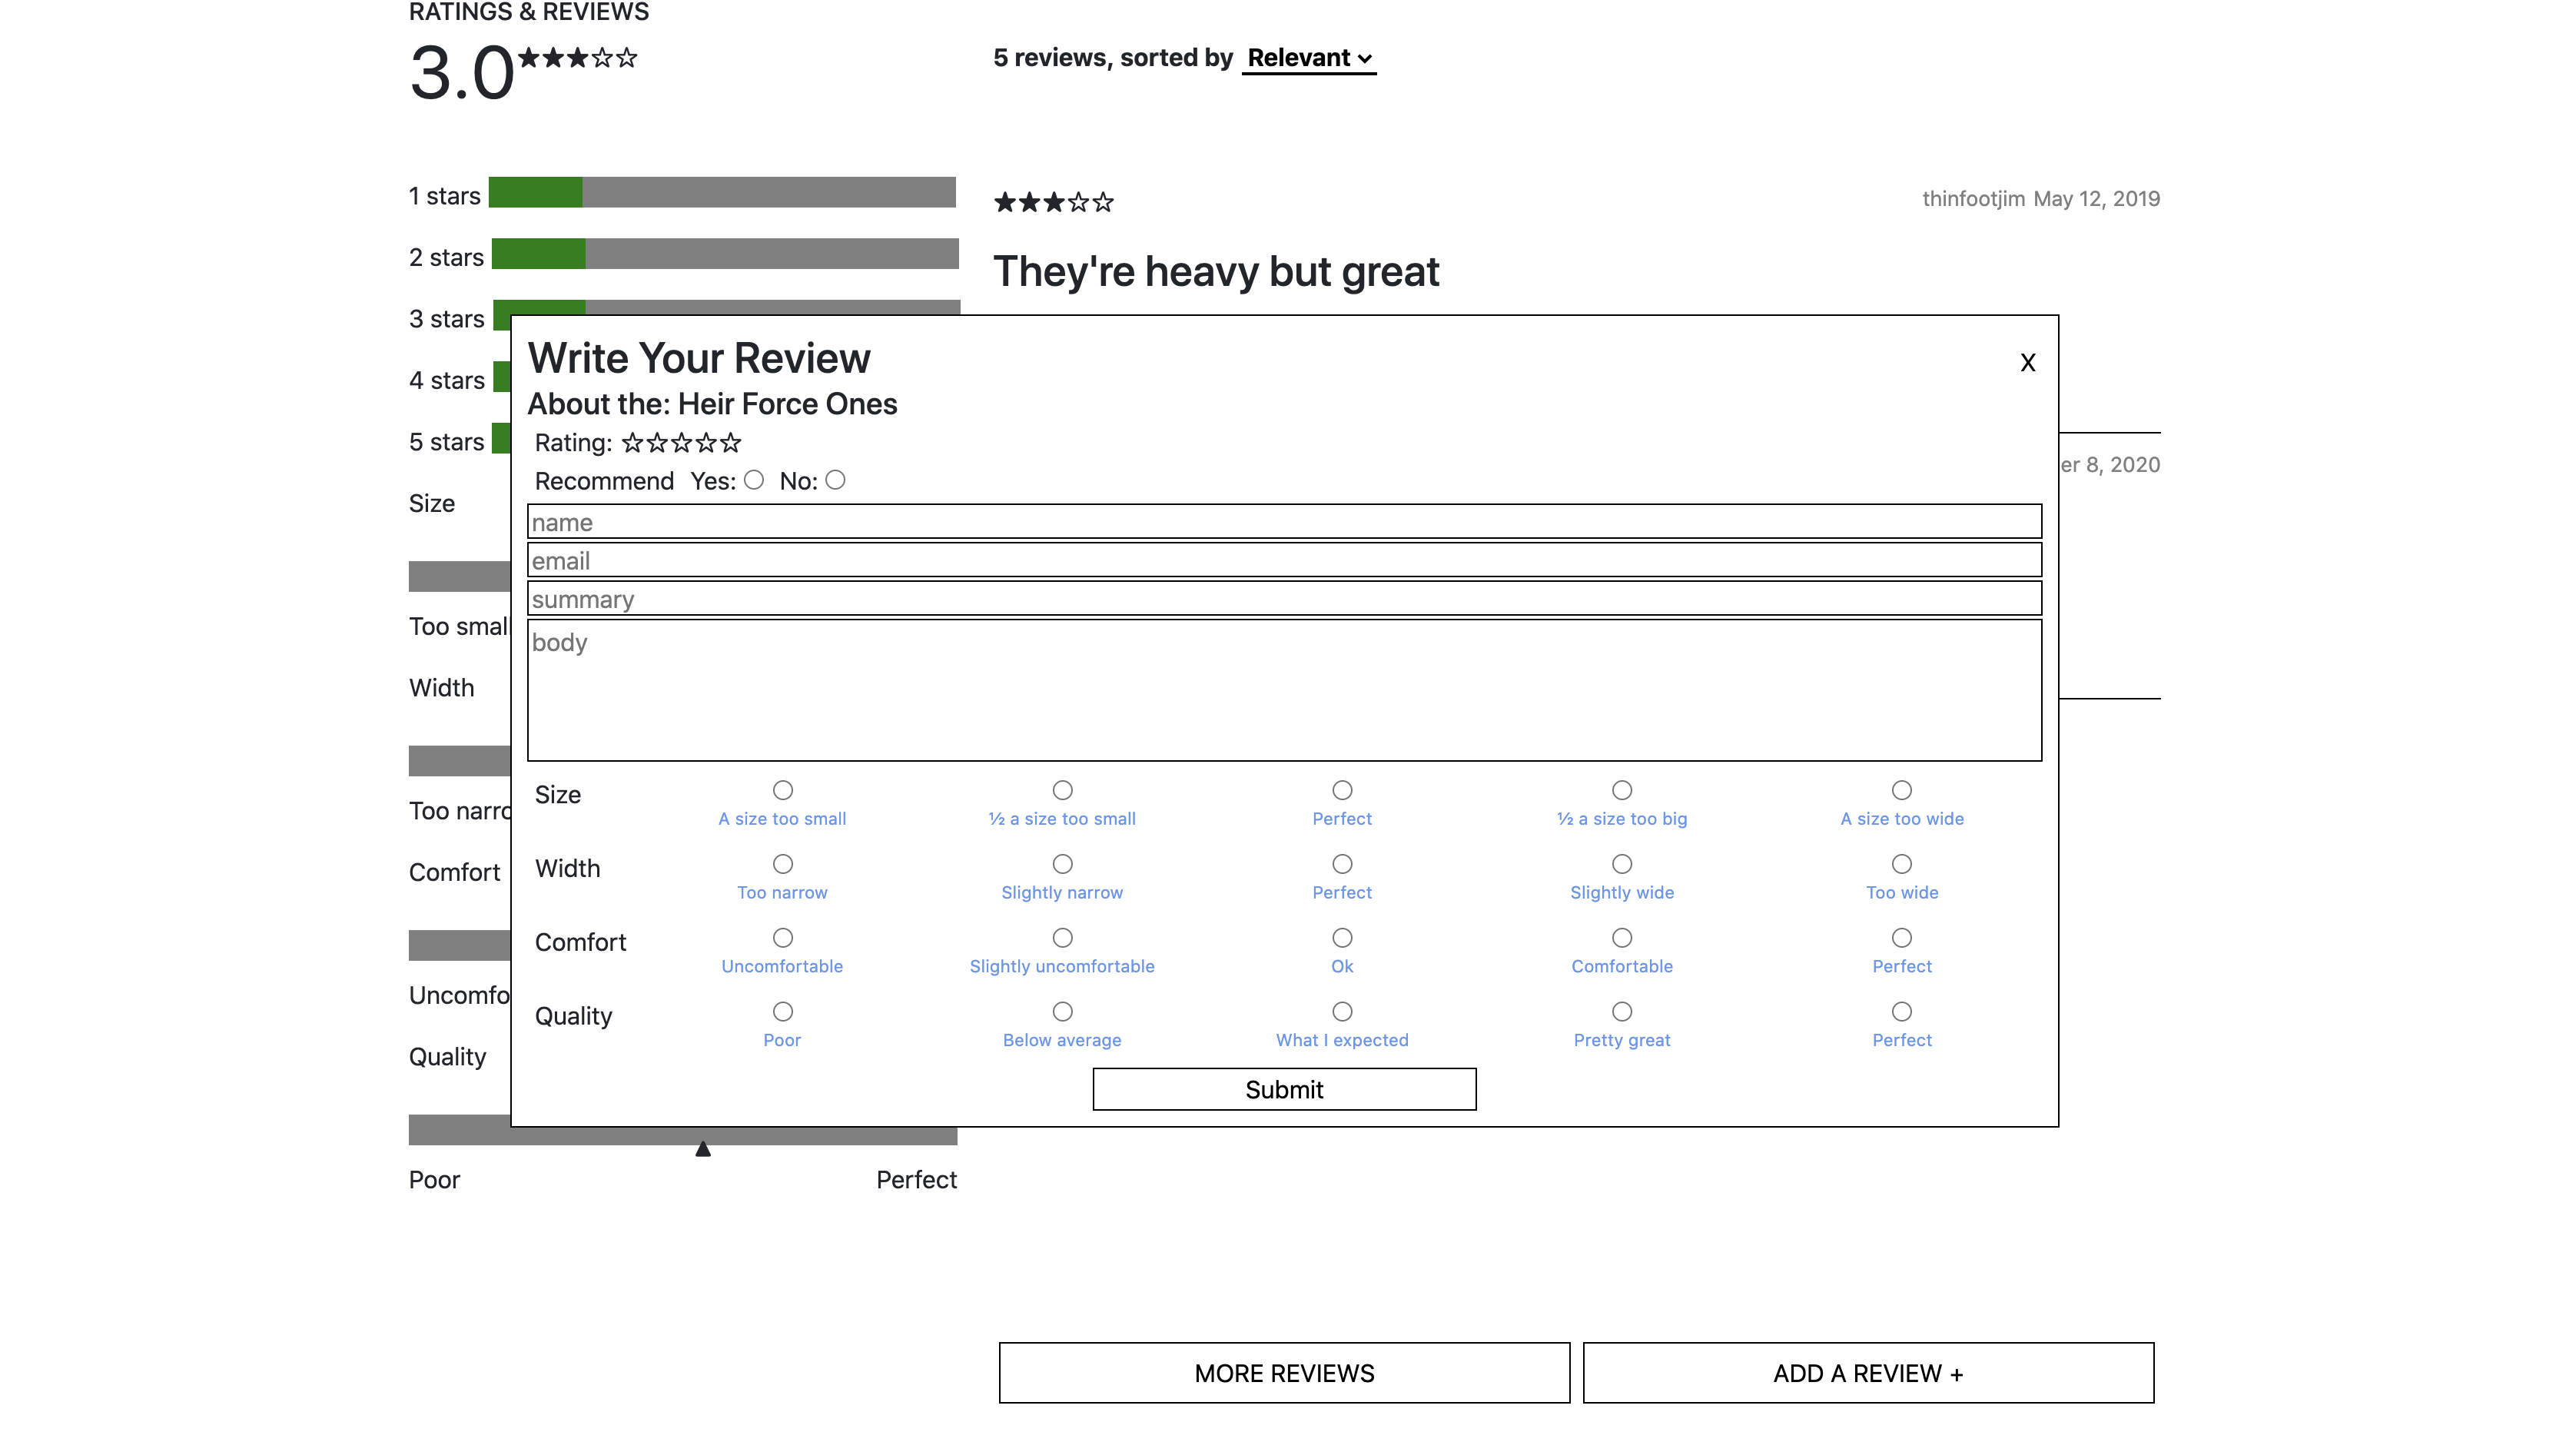 RATINGS & REVIEWS
3.0
5 reviews, sorted by Relevant
1 stars
2 stars
3 stars
4 stars
5 stars
Size
Too small
Width
Too narro
Comfort
Uncomfo
Quality
Poor Perfect
thinfootjim May 12, 2019
They're heavy but great
er 8, 2020
Write Your Review
X
About the: Heir Force Ones
Rating:
Recommend Yes: No:
name
email
summary
body
Size
A size too small ½ a size too small Perfect ½ a size too big A size too wide
Width
Too narrow Slightly narrow Perfect Slightly wide Too wide
Comfort
Uncomfortable Slightly uncomfortable Ok Comfortable Perfect
Quality
Poor Below average What I expected Pretty great Perfect
Submit
MORE REVIEWS
ADD A REVIEW +